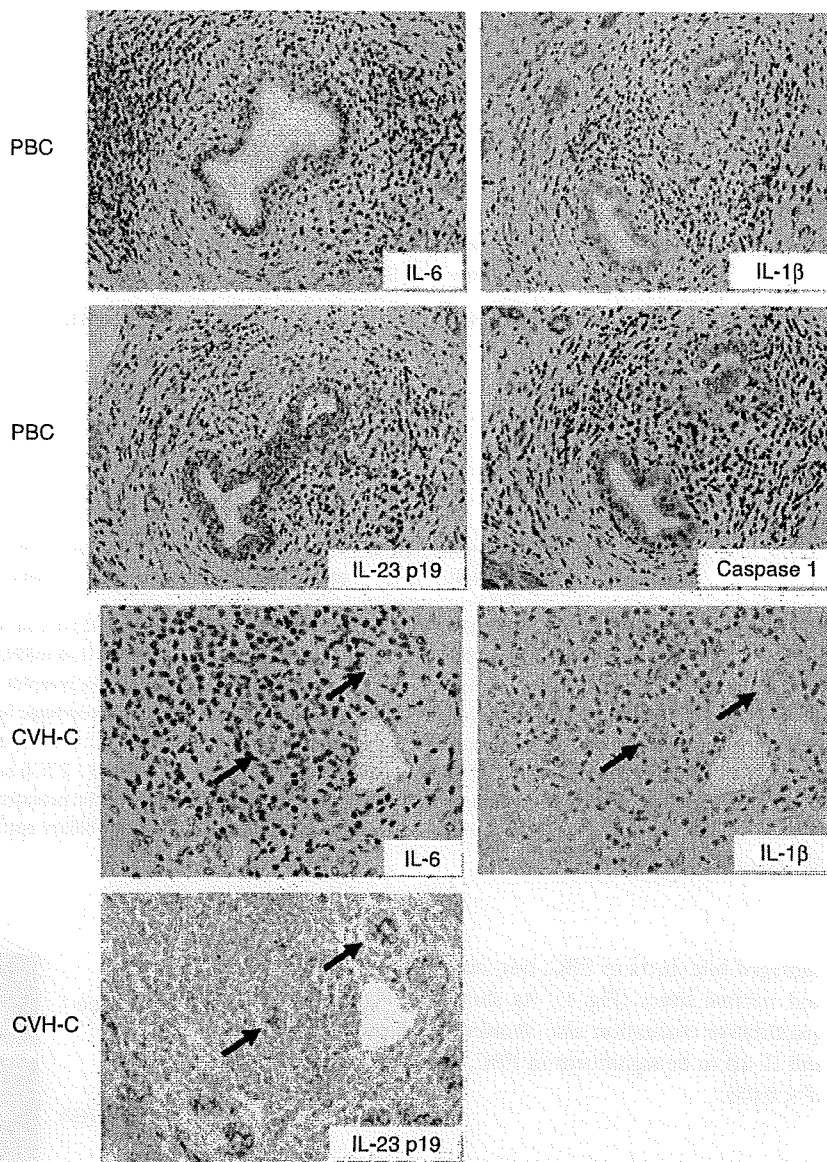 PBC
IL-6
IL-1β
PBC
IL-23 p19
Caspase 1
CVH-C
IL-6
IL-1β
CVH-C
IL-23 p19